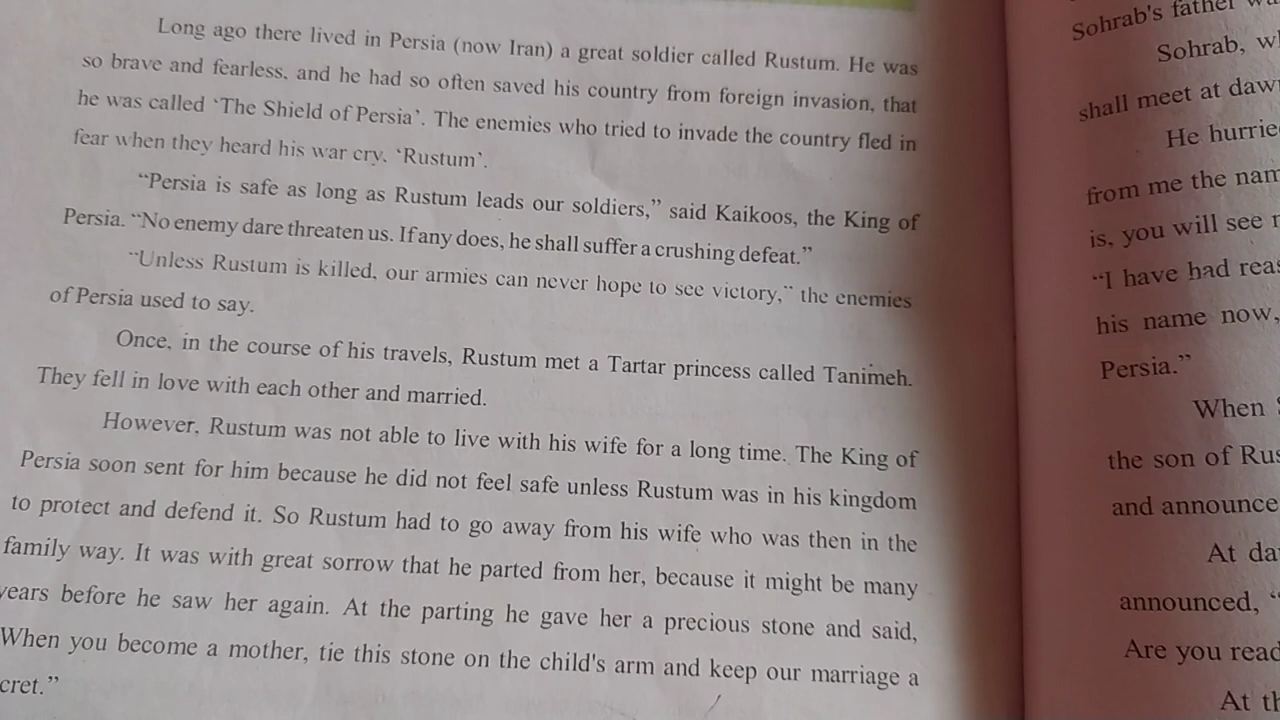 Long ago there lived in Persia (now Iran) a great soldier called Rustum. He was
so brave and fearless, and he had so often saved his country from foreign invasion, that
he was called ‘The Shield of Persia’. The enemies who tried to invade the country fled in
fear when they heard his war cry. ‘Rustum’.
“Persia is safe as long as Rustum leads our soldiers,” said Kaikoos, the King of
Persia. “No enemy dare threaten us. If any does, he shall suffer a crushing defeat.”
“Unless Rustum is killed, our armies can never hope to see victory,” the enemies
of Persia used to say.
Once, in the course of his travels, Rustum met a Tartar princess called Tanimeh.
They fell in love with each other and married.
However, Rustum was not able to live with his wife for a long time. The King of
Persia soon sent for him because he did not feel safe unless Rustum was in his kingdom
to protect and defend it. So Rustum had to go away from his wife who was then in the
family way. It was with great sorrow that he parted from her, because it might be many
years before he saw her again. At the parting he gave her a precious stone and said,
When you become a mother, tie this stone on the child's arm and keep our marriage a
cret.”
Sohrab's father
Sohrab,
shall meet at
He
from me the
is, you will see
“I have had
his name now,
Persia.”
When
the son of
and
At
announced, “
Are you
At